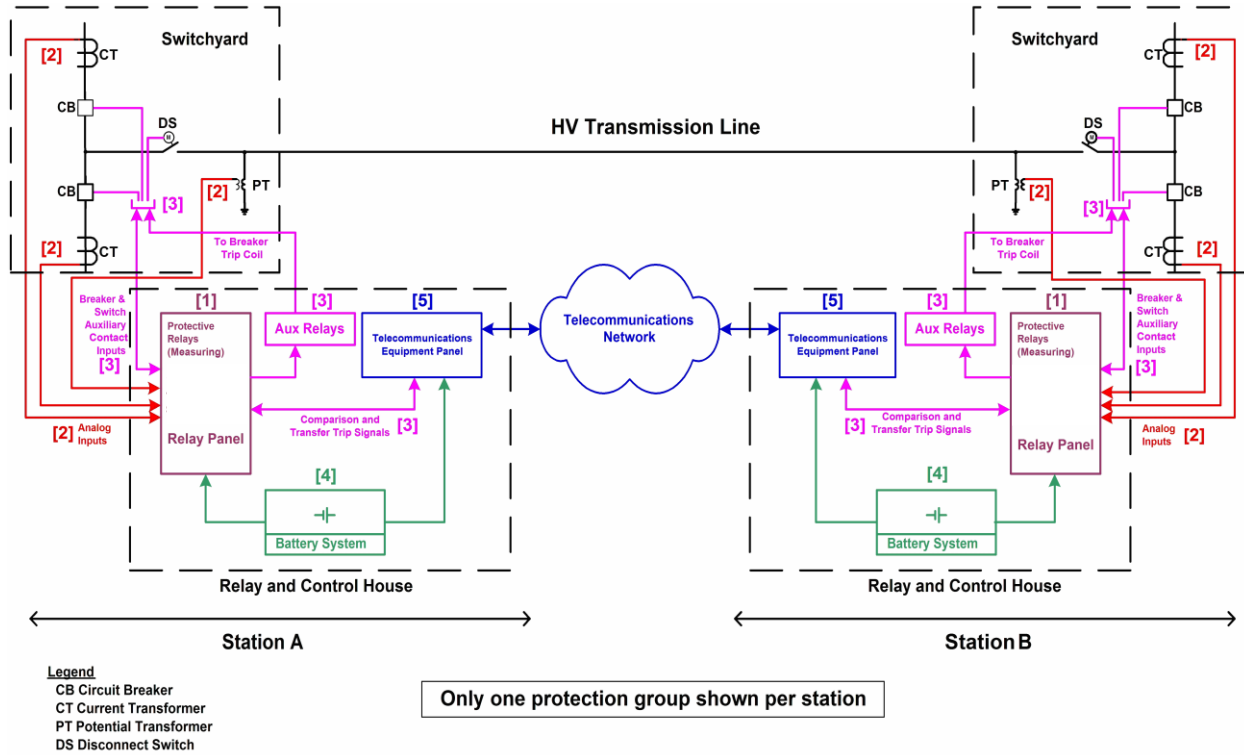 Switchyard
[2]
CT
CB
DS
CB
[2]
PT
[3]
[2]
CT
To Breaker
Trip Coil
HV Transmission Line
Switchyard
CT
[2]
CB
DS
PT
[2]
CB
[3]
[2]
CT
To Breaker
Trip Coil
Breaker &
Switch
Auxiliary
Contact
Inputs
[3]
[2] Analog
Inputs
[1]
Protective
Relays
(Measuring)
Relay Panel
[3]
Aux Relays
[5]
Telecommunications
Equipment Panel
Comparison and
Transfer Trip Signals
[3]
[4]
Battery System
Relay and Control House
Telecommunications
Network
[5]
Telecommunications
Equipment Panel
[3]
Aux Relays
[1]
Protective
Relays
(Measuring)
Relay Panel
Breaker &
Switch
Auxiliary
Contact
Inputs
[3]
Analog
Inputs
[2]
Comparison and
[3] Transfer Trip Signals
[4]
Battery System
Relay and Control House
Station A
Station B
Legend
CB Circuit Breaker
CT Current Transformer
PT Potential Transformer
DS Disconnect Switch
Only one protection group shown per station